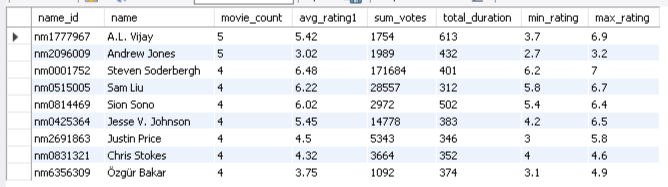 name_id name movie_count avg_rating1 sum_votes total_duration min_rating max_rating
nm1777967 A.L. Vijay 5 5.42 1754 613 3.7 6.9
nm2096009 Andrew Jones 5 3.02 1989 432 2.7 3.2
nm0001752 Steven Soderbergh 4 6.48 171684 401 6.2 7
nm0515005 Sam Liu 4 6.22 28557 312 5.8 6.7
nm0814469 Sion Sono 4 6.02 2972 502 5.4 6.4
nm0425364 Jesse V. Johnson 4 5.45 14778 383 4.2 6.5
nm2691863 Justin Price 4 4.5 5343 346 3 5.8
nm0831321 Chris Stokes 4 4.32 3664 352 4 4.6
nm6356309 Özgür Bakar 4 3.75 1092 374 3.1 4.9